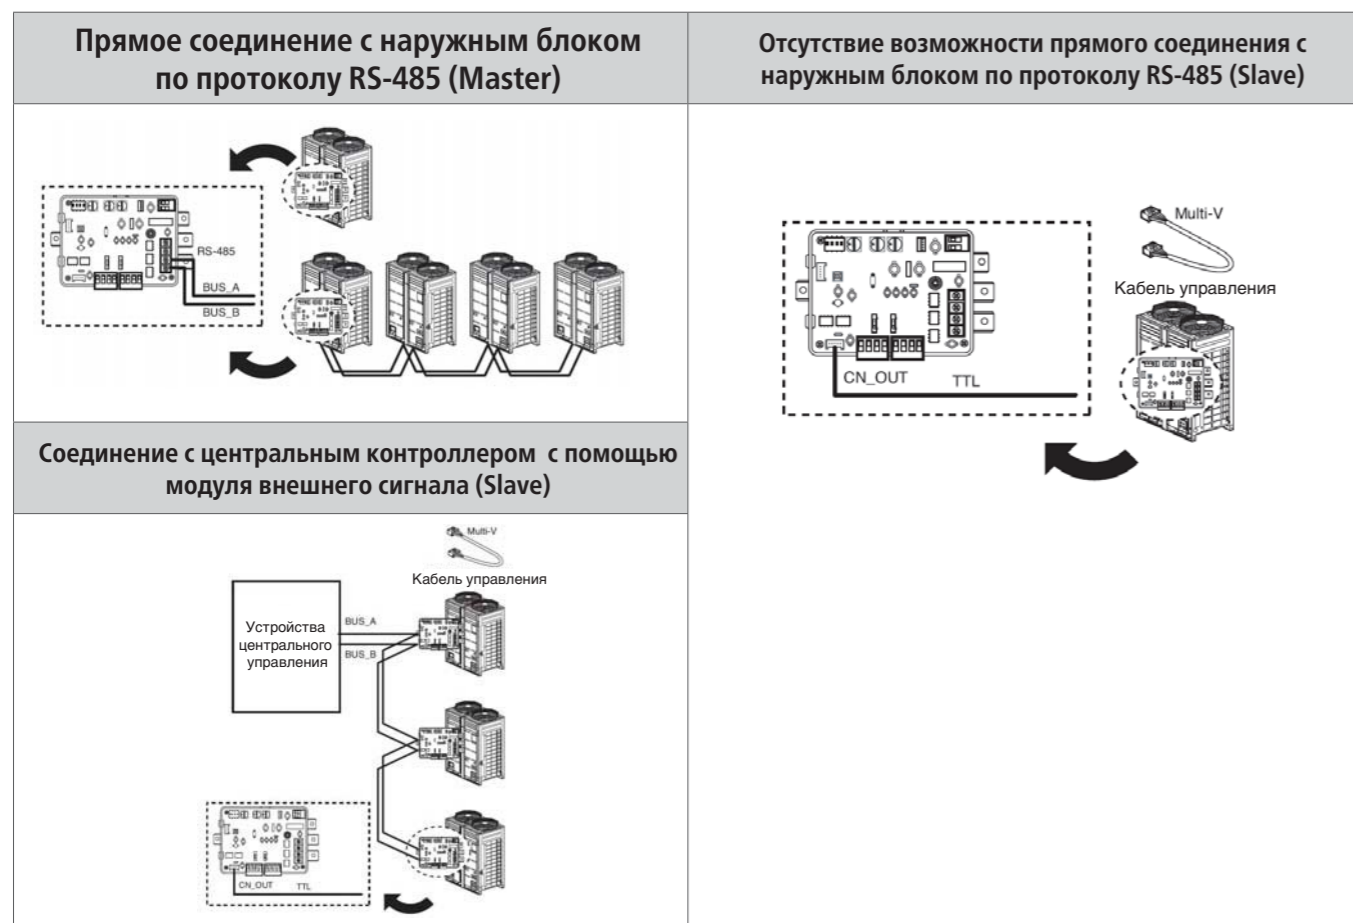 Прямое соединение с наружным блоком
по протоколу RS-485 (Master)
RS-485
BUS_A
BUS_B
Соединение с центральным контроллером с помощью
модуля внешнего сигнала (Slave)
Multi-V
Кабель управления
Устройства
центрального
управления
BUS_A
BUS_B
CN_OUT TTL
Отсутствие возможности прямого соединения с
наружным блоком по протоколу RS-485 (Slave)
Multi-V
Кабель управления
CN_OUT TTL